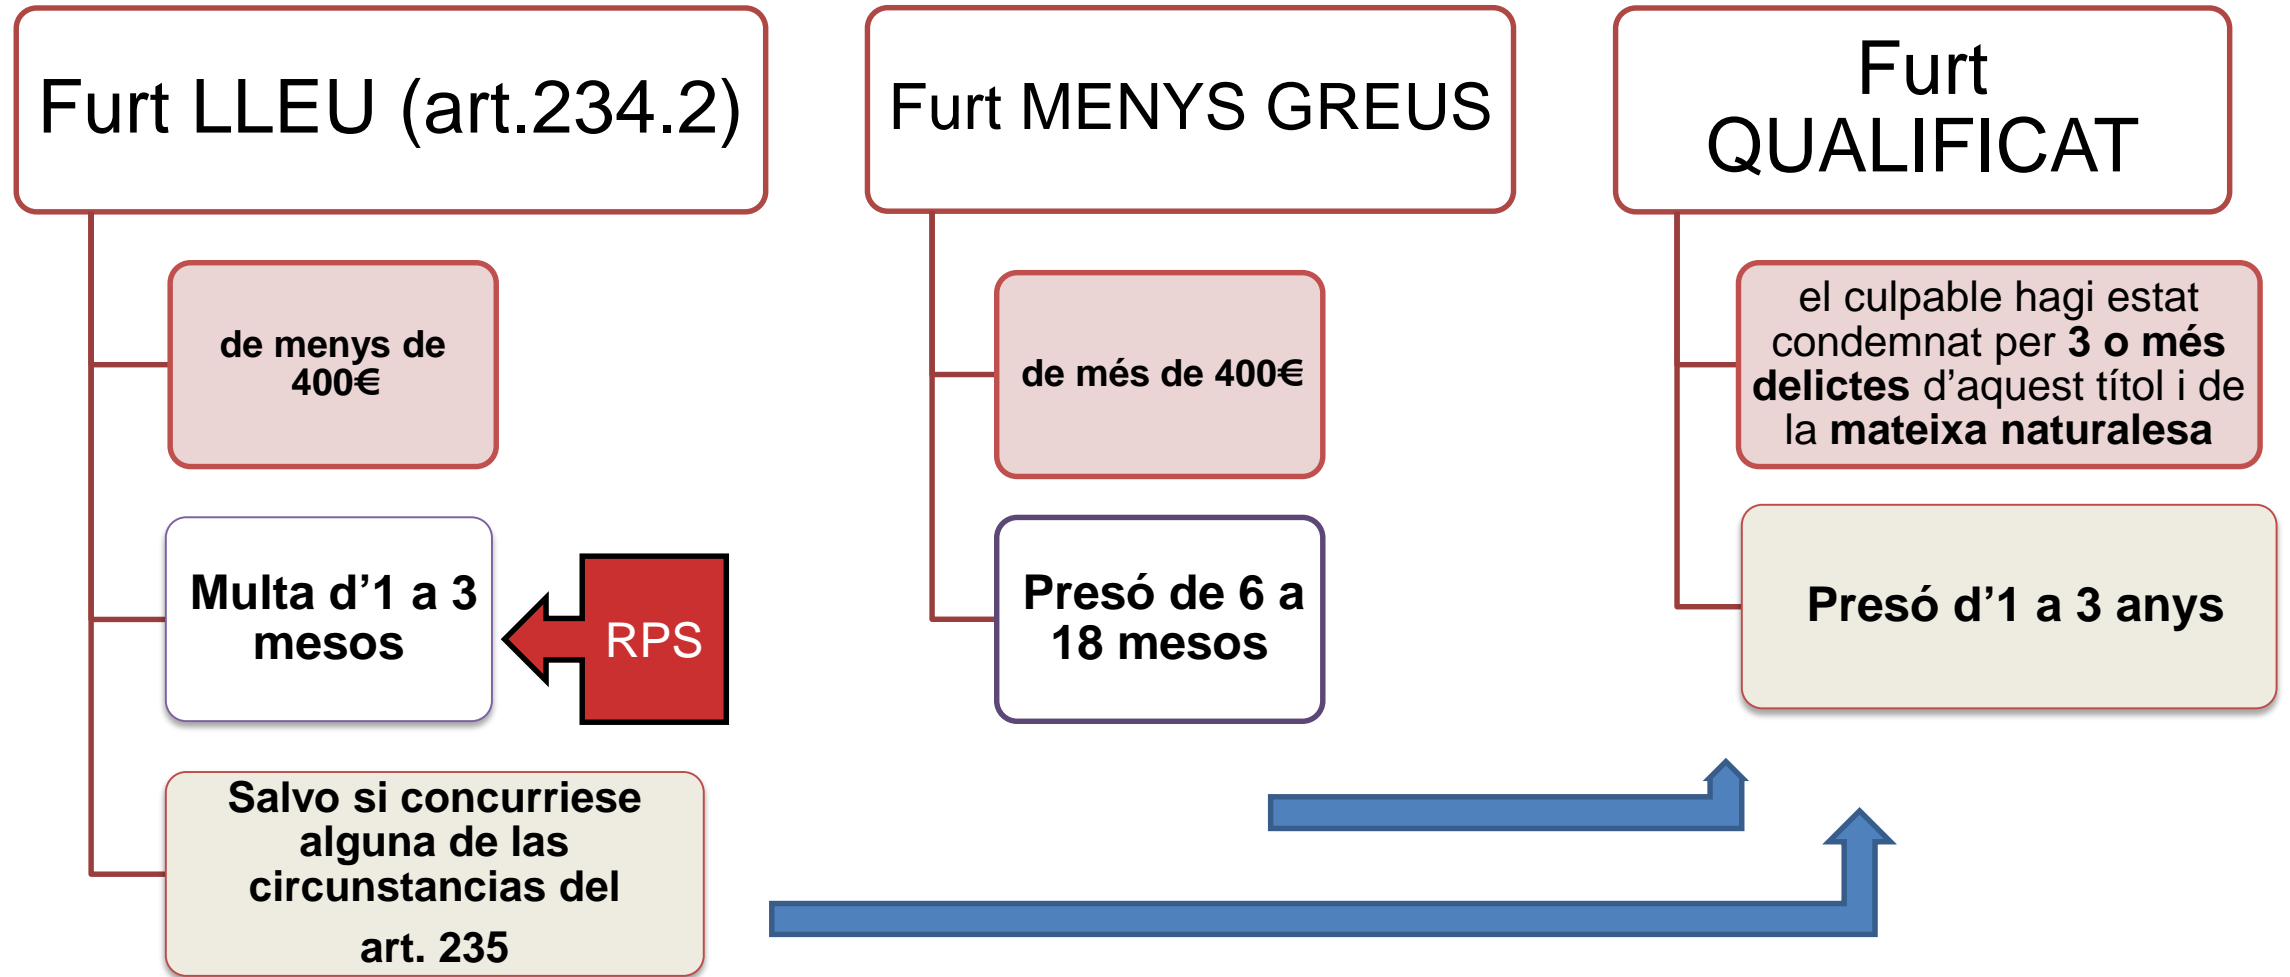 Furt LLEU (art.234.2)
de menys de
400€
Multa d’1 a 3
mesos
RPS
Salvo si concurriese
alguna de las
circunstancias del
art. 235
Furt MENYS GREUS
de més de 400€
Presó de 6 a
18 mesos
Furt
QUALIFICAT
el culpable hagi estat
condemnat per 3 o més
delictes d’aquest títol i de
la mateixa naturalesa
Presó d’1 a 3 anys